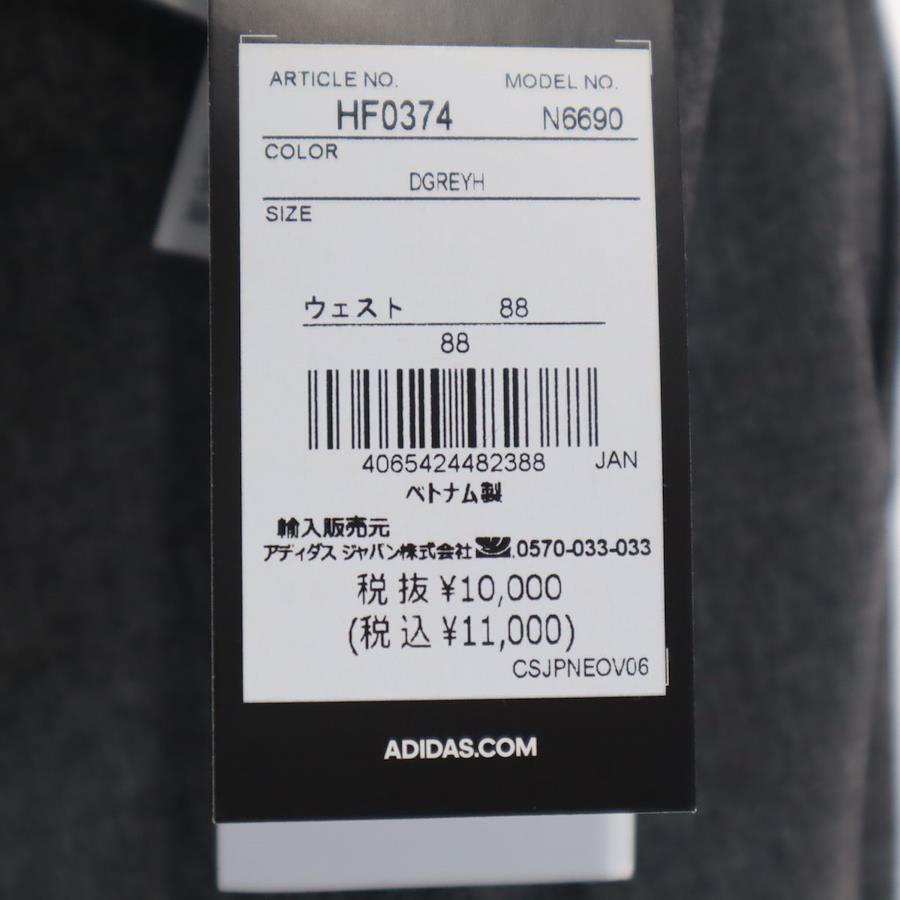 ARTICLE NO. MODEL NO.
HF0374 N6690
COLOR
DGREYH
SIZE
ウェスト 88
88
4065424482388 JAN
ベトナム製
輸入販売元
アディダス ジャパン株式会社 .0570-033-033
税抜 ¥10,000
(税込 ¥11,000)
CSJPNEOV06
ADIDAS.COM